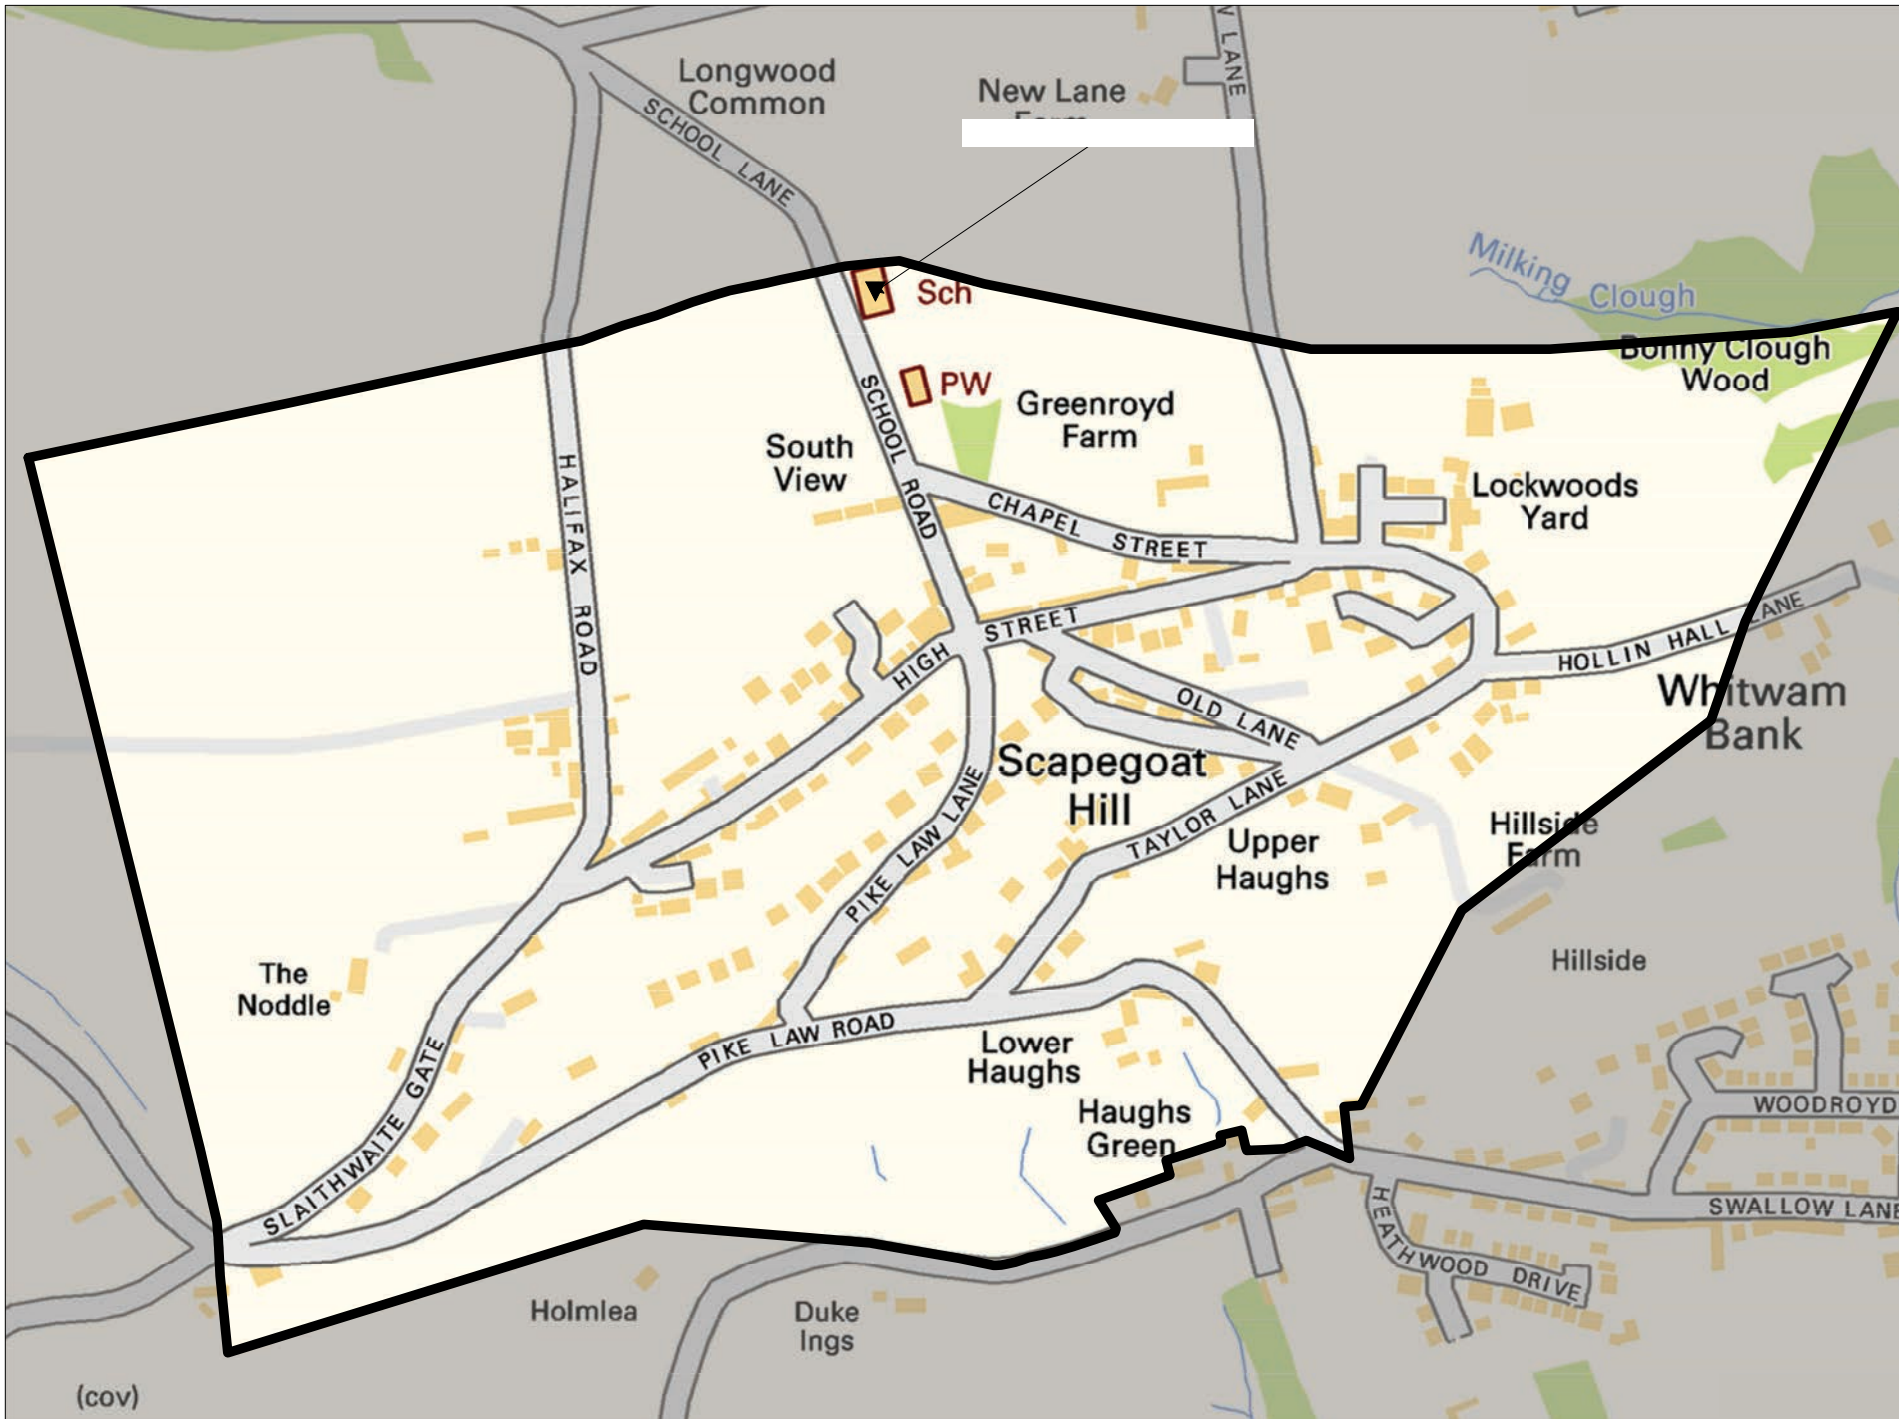 Longwood
Common
SCHOOL LANE
New Lane
LANE
Milking Clough
Bonny Clough
Wood
Sch
PW
SCHOOL ROAD
Greenroyd
Farm
South
View
HALIFAX ROAD
CHAPEL STREET
Lockwoods
Yard
HIGH STREET
HOLLIN HALL LANE
Whitwam
Bank
OLD LANE
Scapegoat
Hill
PIKE LAW LANE
TAYLOR LANE
Upper
Haughs
Hillside
Farm
The
Noddle
Hillside
PIKE LAW ROAD
Lower
Haughs
SLAITHWAITE GATE
Haughs
Green
WOODROYD
SWALLOW LANE
HEATHWOOD DRIVE
Holmlea
Duke
Ings
(cov)